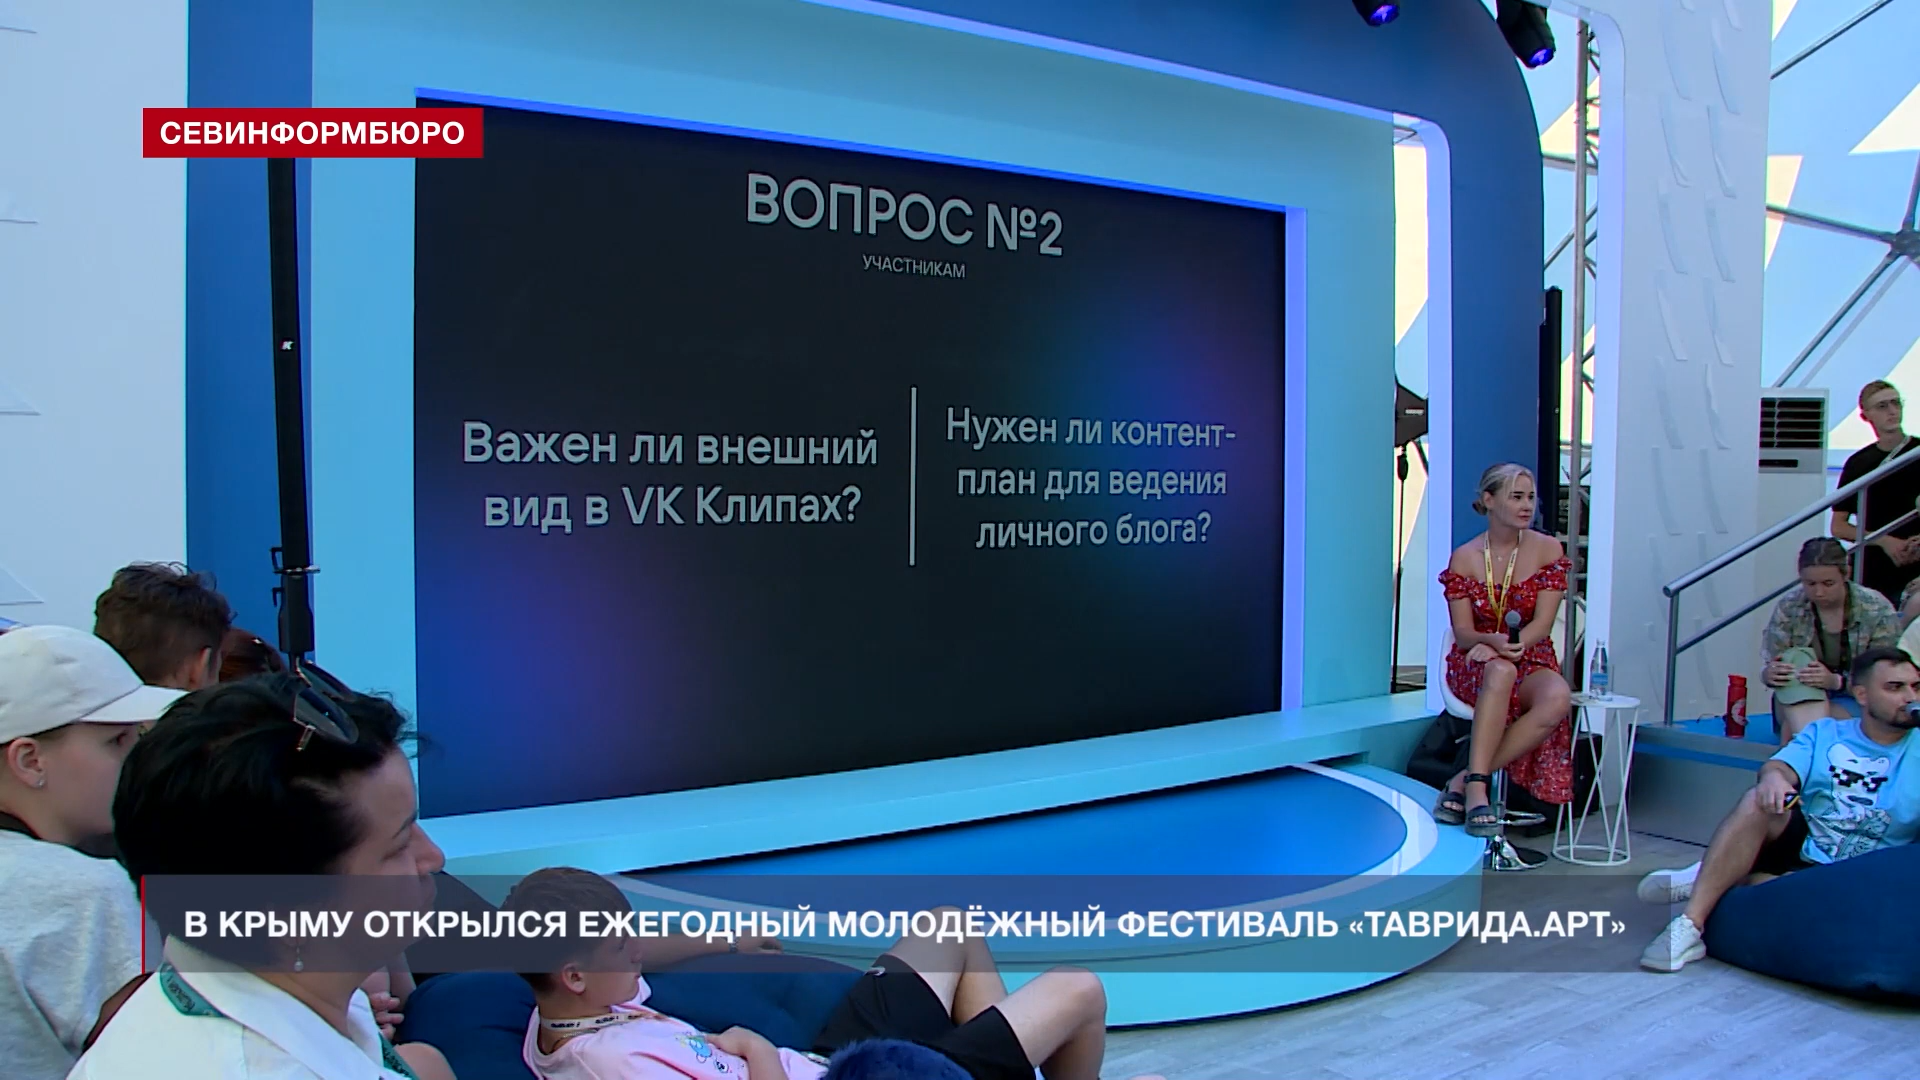 СЕВИНФОРМБЮРО
ВОПРОС №2
УЧАСТНИКАМ
Важен ли внешний
вид в VK Клипах?
Нужен ли контент-
план для ведения
личного блога?
В КРЫМУ ОТКРЫЛСЯ ЕЖЕГОДНЫЙ МОЛОДЁЖНЫЙ ФЕСТИВАЛЬ «ТАВРИДА.АРТ»